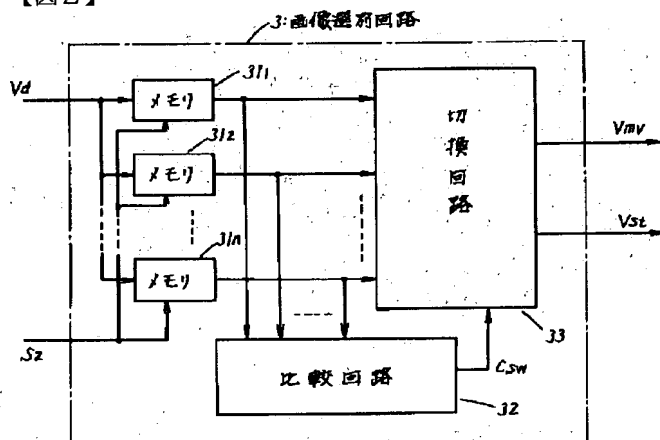 【図2】
3:画像選択回路
Vd
メモリ
311
メモリ
312
メモリ
31n
切換回路
Vmv
Vst
33
Sz
比較回路
Csw
32